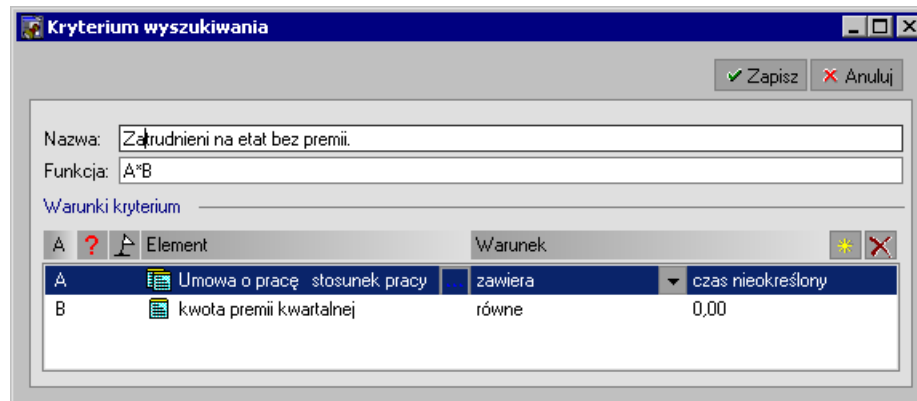 Kryterium wyszukiwania
Zapisz Anuluj
Nazwa: Zatrudnieni na etat bez premii.
Funkcja: A*B
Warunki kryterium
A ? Element Warunek
A Umowa o pracę stosunek pracy ... zawiera czas nieokreślony
B kwota premii kwartalnej równe 0,00